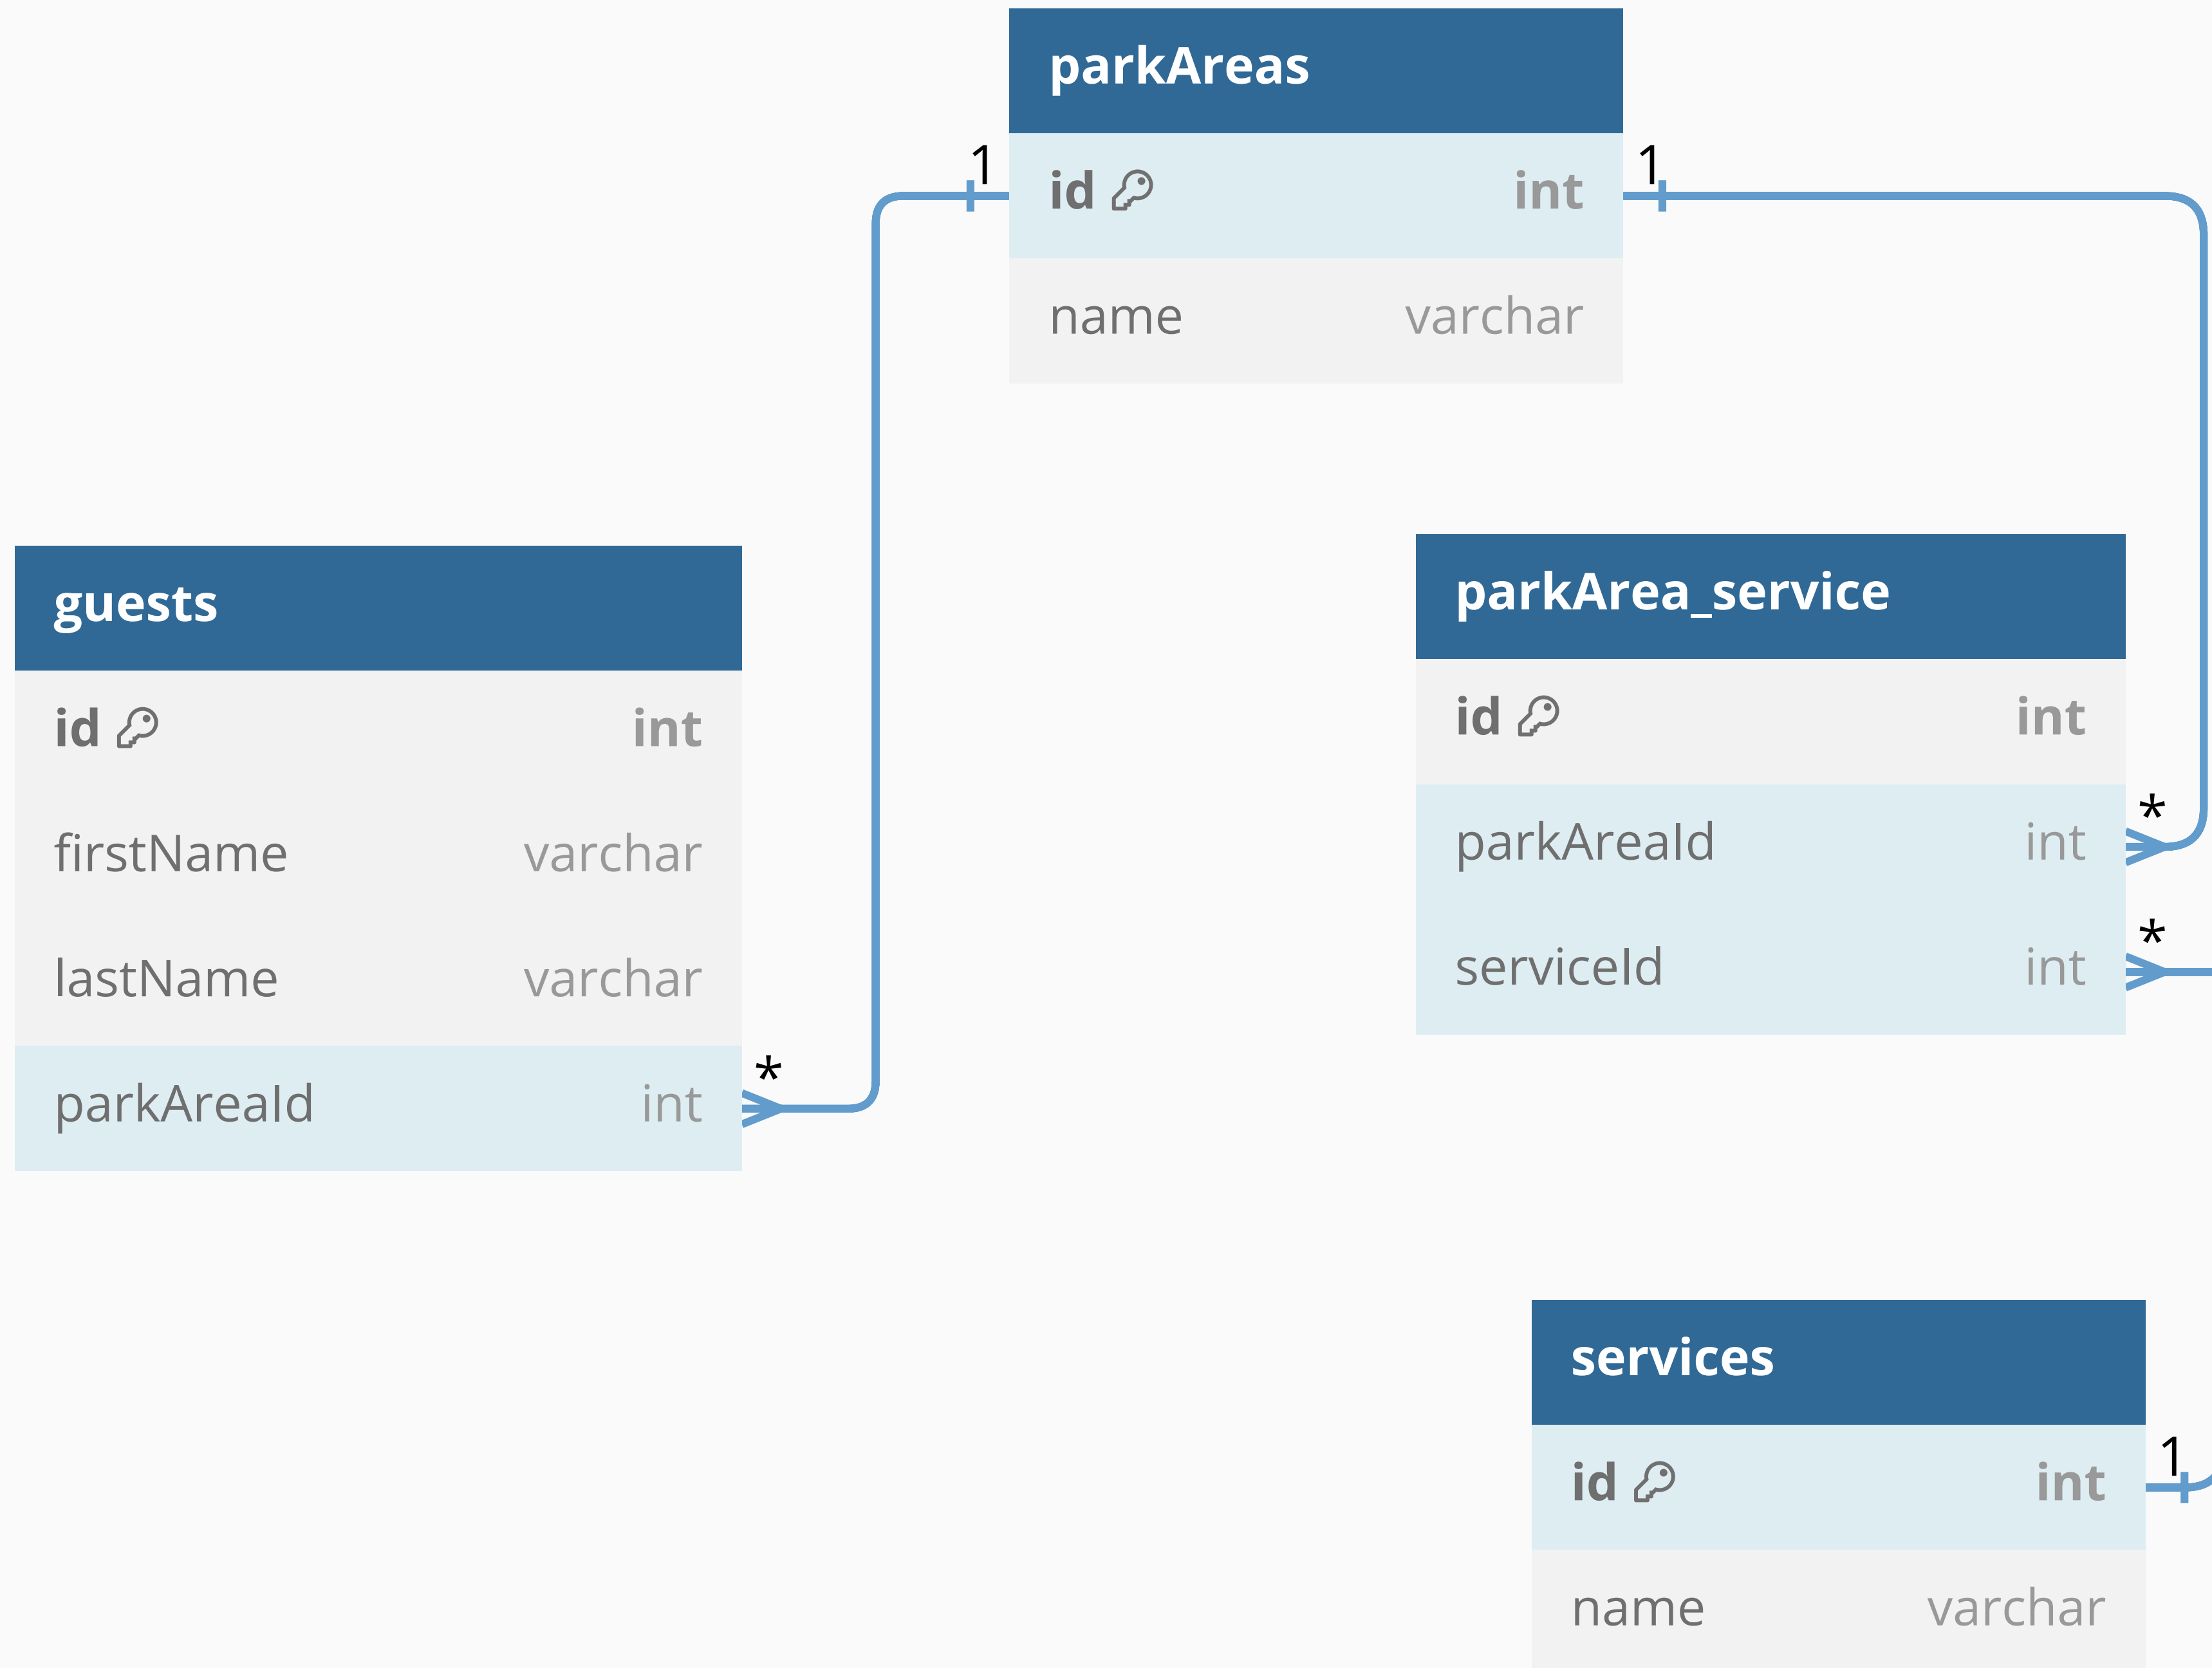 parkAreas
1
1
id int
name varchar
guests
id int
firstName varchar
lastName varchar
parkAreaId int
*
parkArea_service
id int
parkAreaId int
*
serviceId int
*
services
id int
1
name varchar